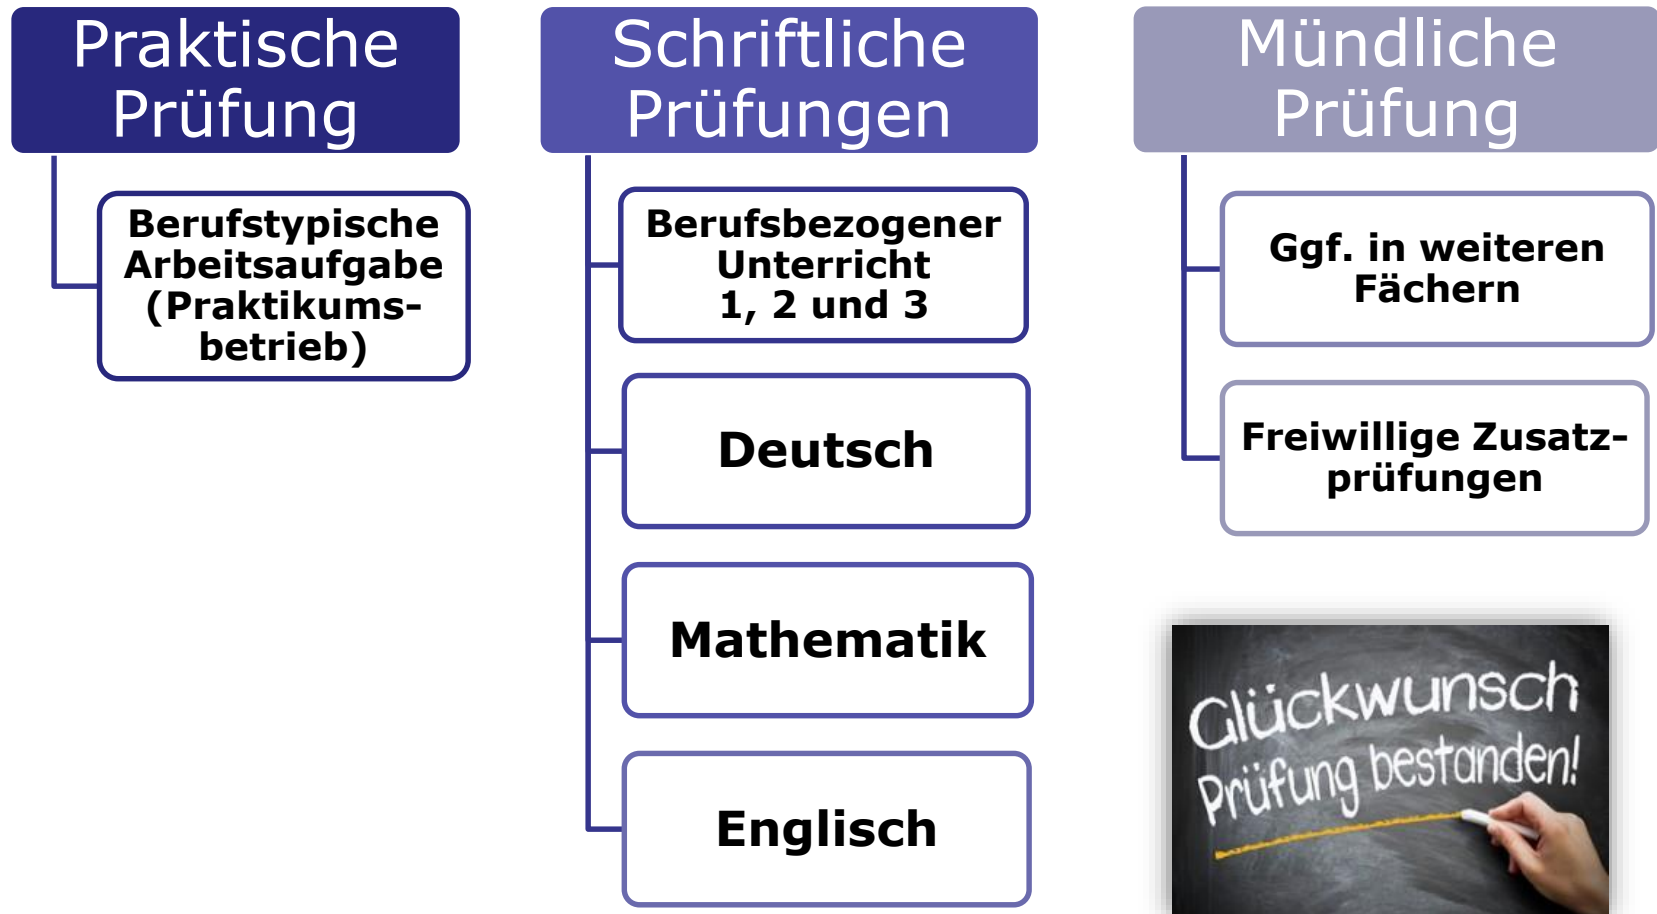 Praktische
Prüfung
Berufstypische
Arbeitsaufgabe
(Praktikums-
betrieb)
Schriftliche
Prüfungen
Berufsbezogener
Unterricht
1, 2 und 3
Deutsch
Mathematik
Englisch
Mündliche
Prüfung
Ggf. in weiteren
Fächern
Freiwillige Zusatz-
prüfungen
Glückwunsch
Prüfung bestanden!